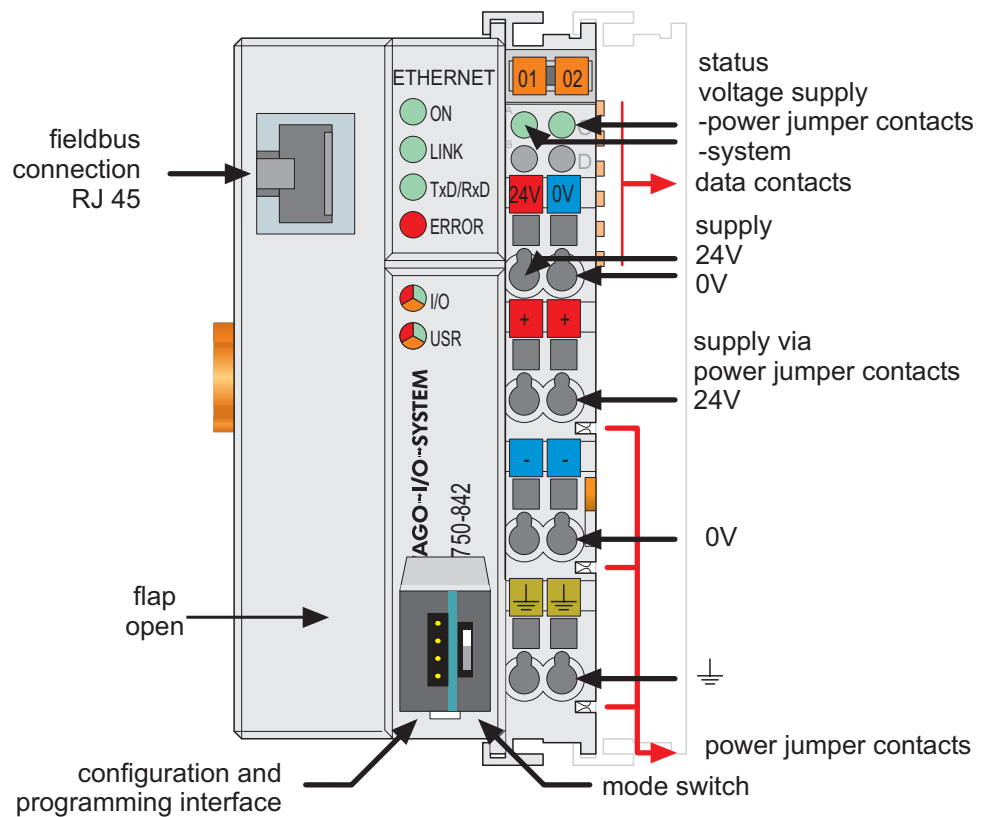 ETHERNET
ON
LINK
TxD/RxD
ERROR
I/O
USR
WAGO I/O SYSTEM
750-842
01 02
A
C
B
D
24V 0V
+ +
- -
fieldbus
connection
RJ 45
flap
open
configuration and
programming interface
status
voltage supply
-power jumper contacts
-system
data contacts
supply
24V
0V
supply via
power jumper contacts
24V
0V
power jumper contacts
mode switch